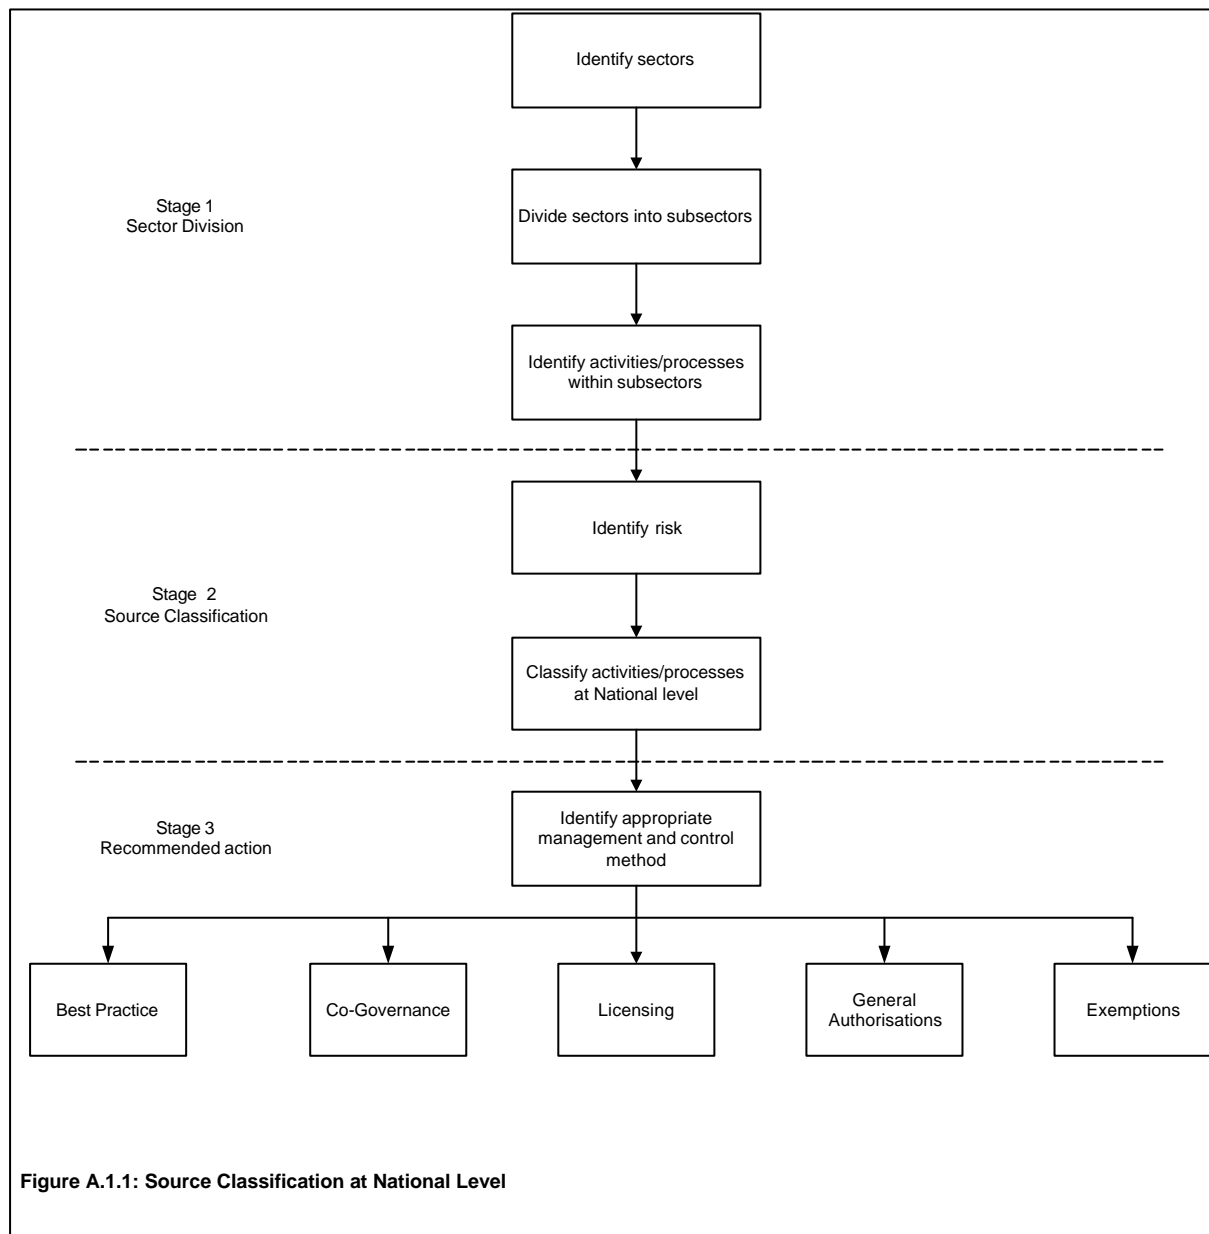 Identify sectors
Stage 1
Sector Division
Divide sectors into subsectors
Identify activities/processes
within subsectors
Identify risk
Stage 2
Source Classification
Classify activities/processes
at National level
Stage 3
Recommended action
Identify appropriate
management and control
method
Best Practice
Co-Governance
Licensing
General
Authorisations
Exemptions
Figure A.1.1: Source Classification at National Level